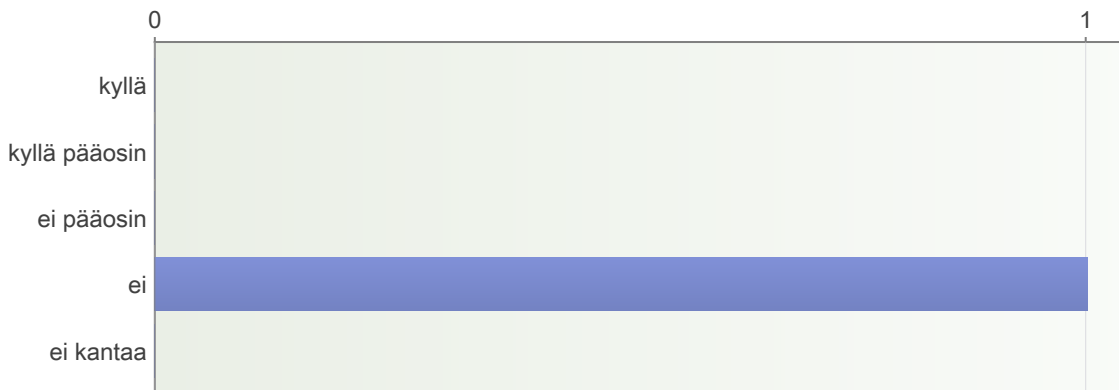 0 1
kyllä
kyllä pääosin
ei pääosin
ei
ei kantaa